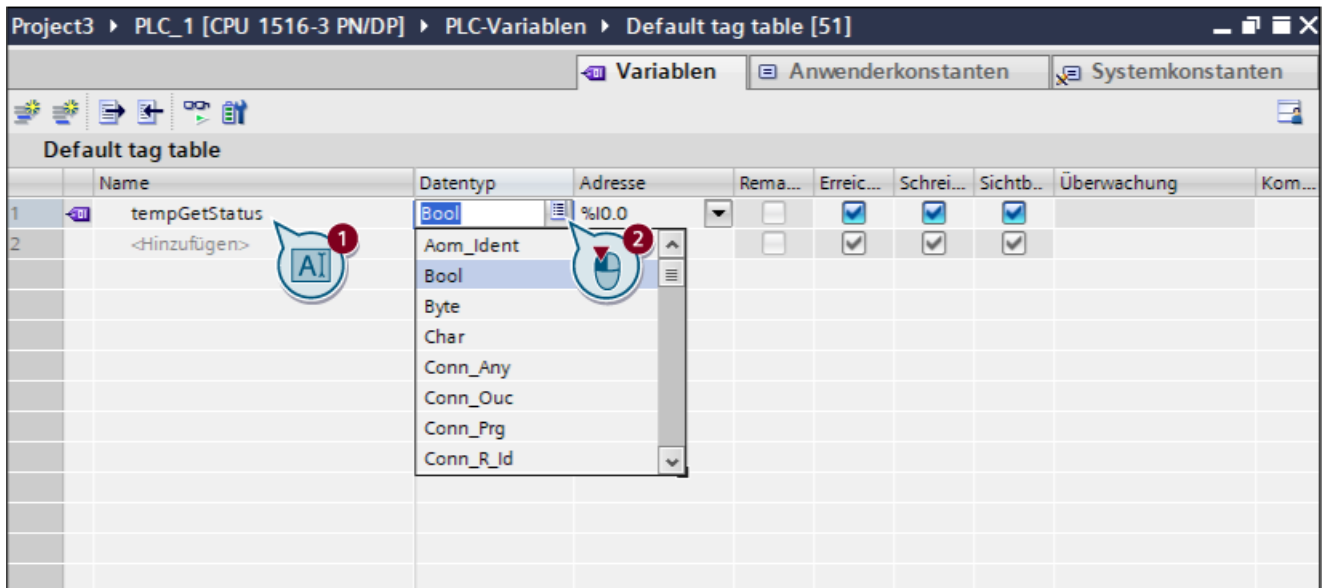 Project3 ▸ PLC_1 [CPU 1516-3 PN/DP] ▸ PLC-Variablen ▸ Default tag table [51]
Variablen Anwenderkonstanten Systemkonstanten
Default tag table
Name Datentyp Adresse Rema... Erreic... Schrei... Sichtb... Überwachung Kom...
1 tempGetStatus Bool %I0.0
2 <Hinzufügen>
1
2
AI
Aom_Ident
Bool
Byte
Char
Conn_Any
Conn_Ouc
Conn_Prg
Conn_R_Id